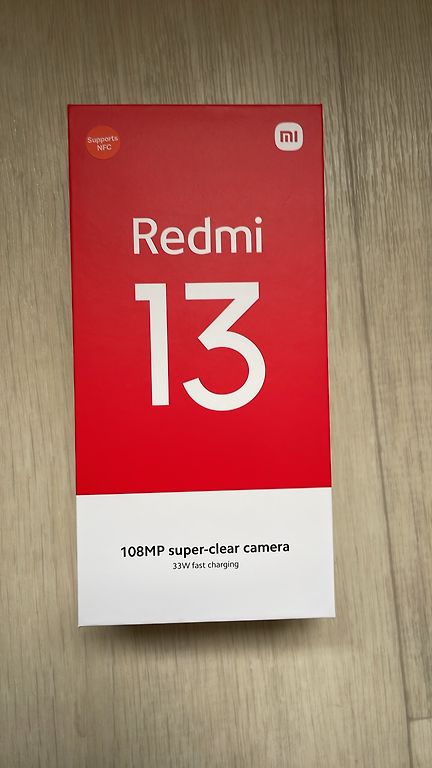 Supports
NFC
mi
Redmi
13
108MP super-clear camera
33W fast charging